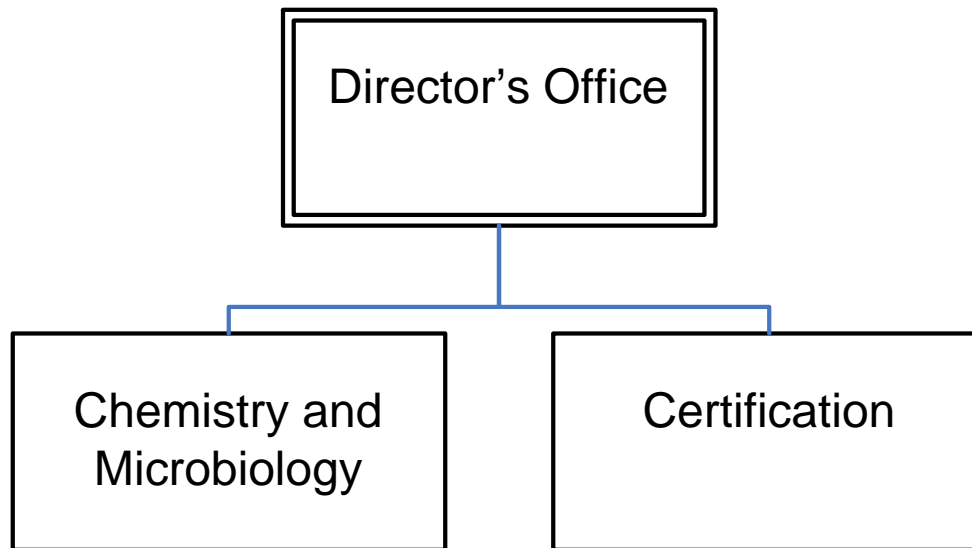 Director’s Office
Chemistry and
Microbiology
Certification